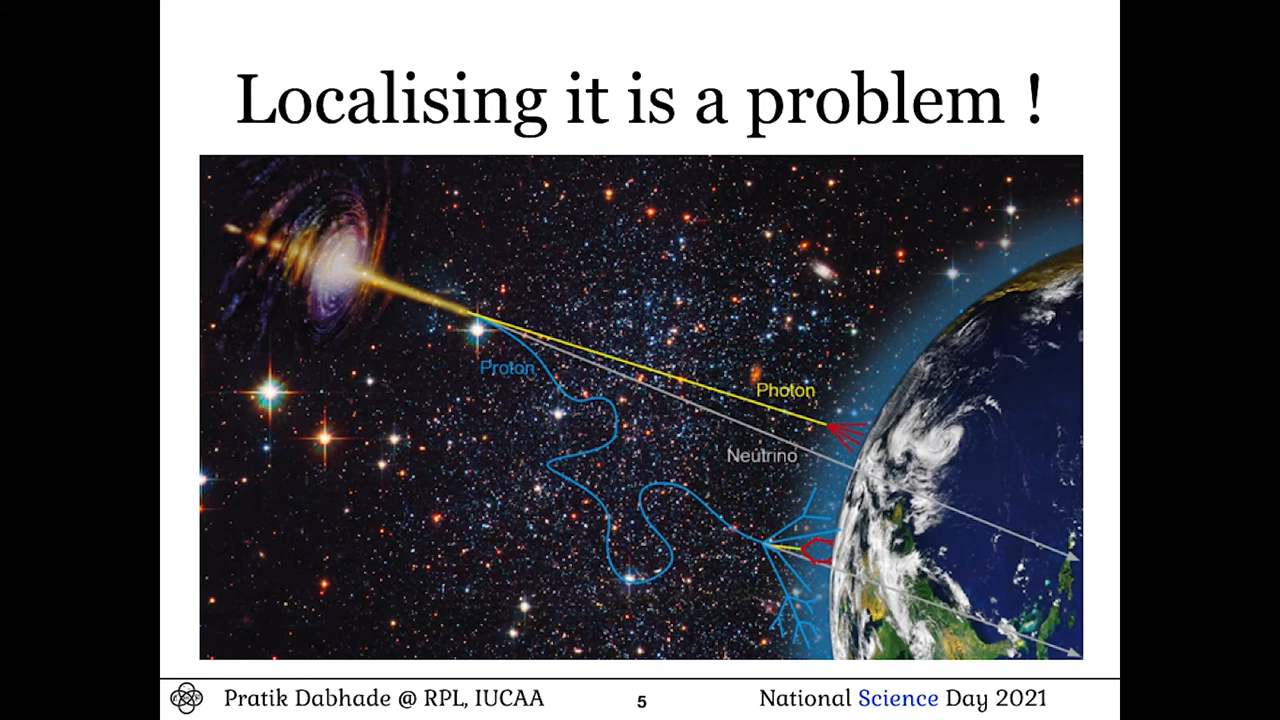 Localising it is a problem !
Proton
Photon
Neutrino
Pratik Dabhade @ RPL, IUCAA
5
National Science Day 2021